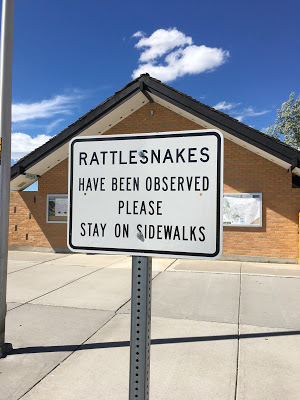 RATTLESNAKES
HAVE BEEN OBSERVED
PLEASE
STAY ON SIDEWALKS